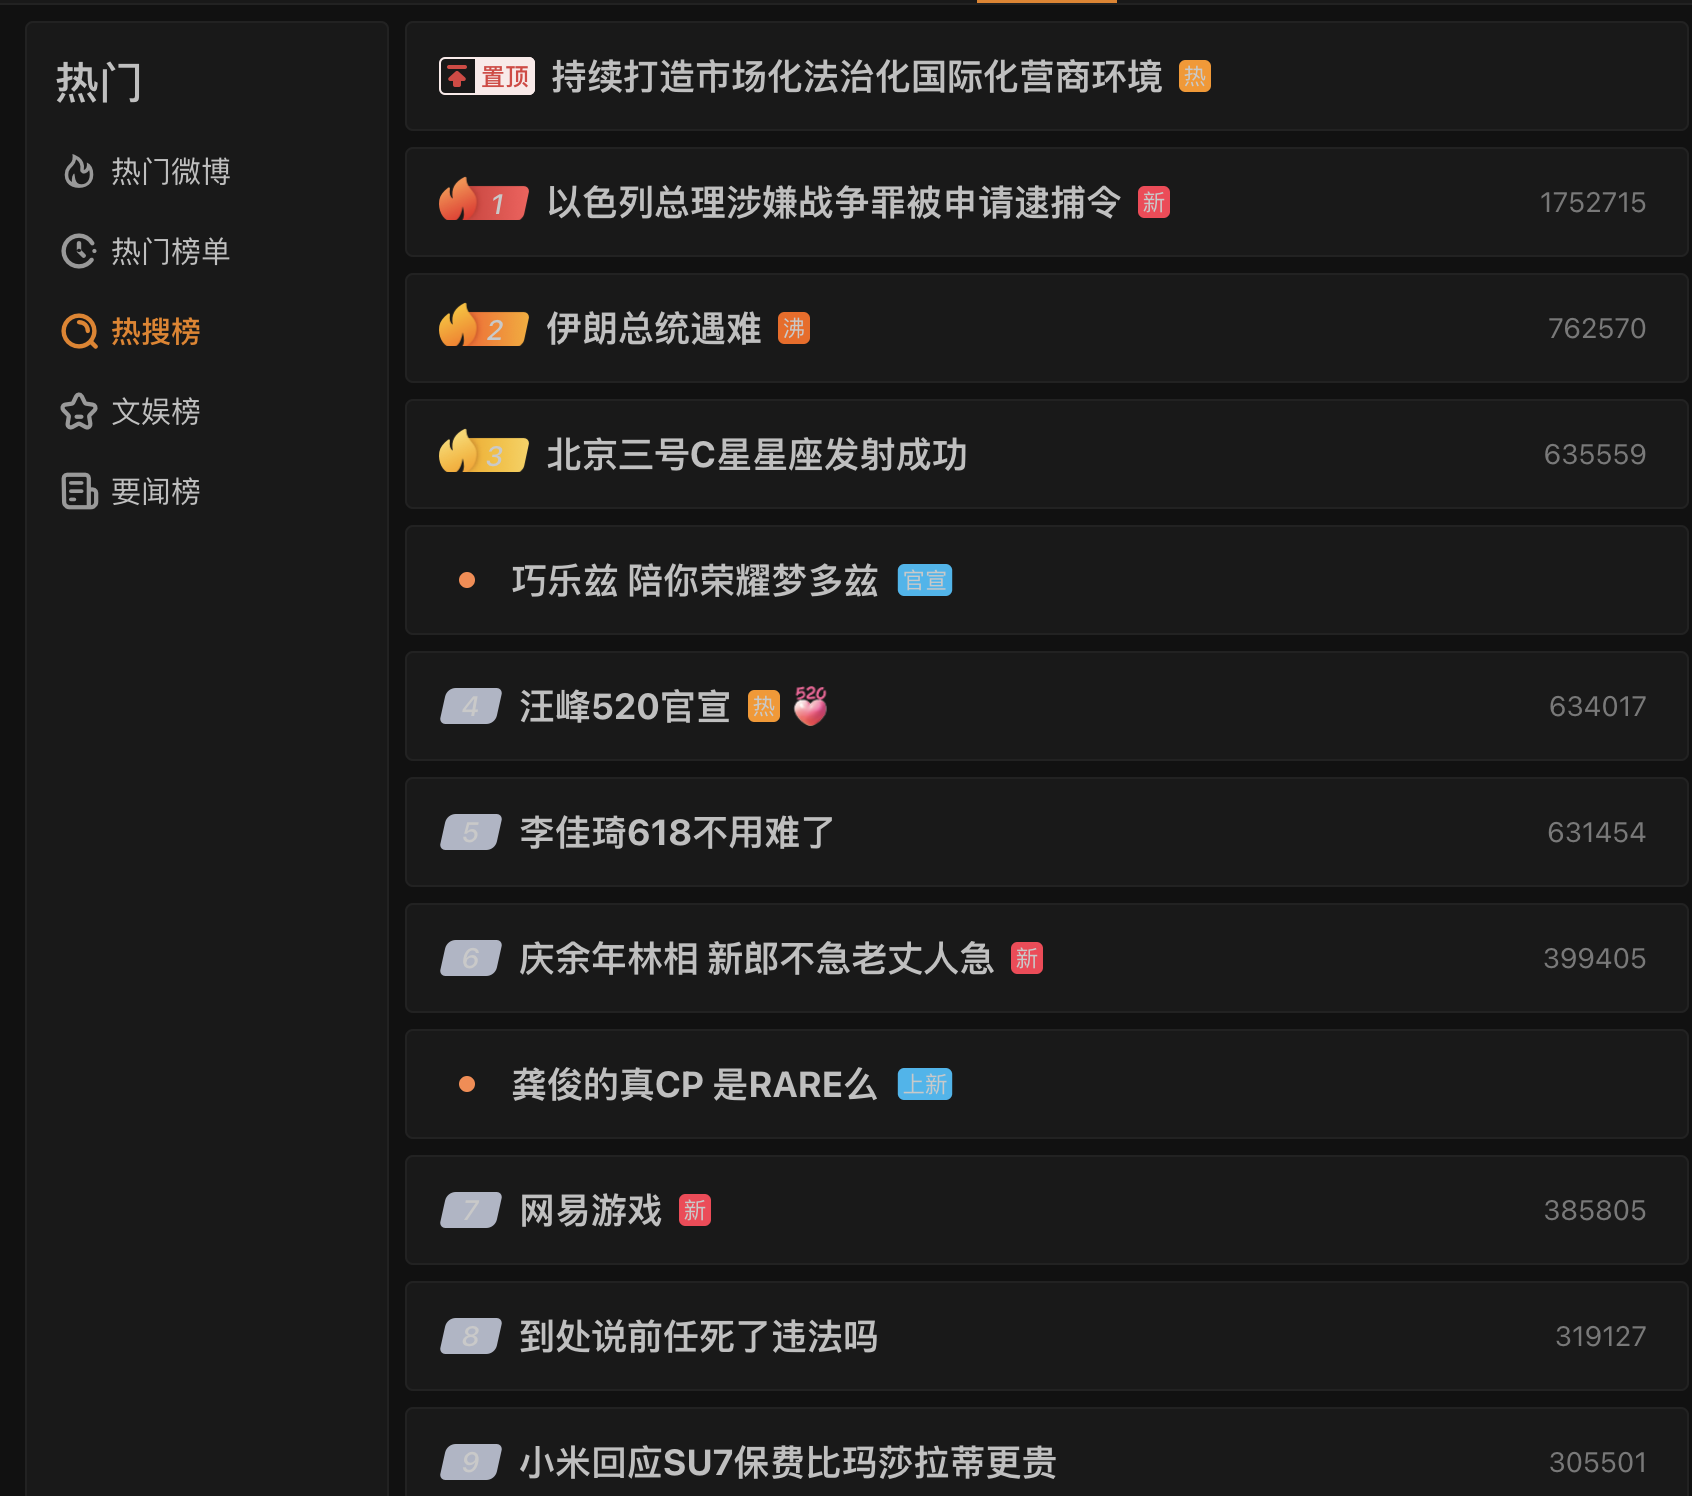 热门
热门微博
热门榜单
热搜榜
文娱榜
要闻榜
置顶 持续打造市场化法治化国际化营商环境 热
1 以色列总理涉嫌战争罪被申请逮捕令 新 1752715
2 伊朗总统遇难 沸 762570
3 北京三号C星星座发射成功 635559
巧乐兹 陪你荣耀梦多兹 官宣
4 汪峰520官宣 热 520 634017
5 李佳琦618不用难了 631454
6 庆余年林相 新郎不急老丈人急 新 399405
龚俊的真CP 是RARE么 上新
7 网易游戏 新 385805
8 到处说前任死了违法吗 319127
9 小米回应SU7保费比玛莎拉蒂更贵 305501